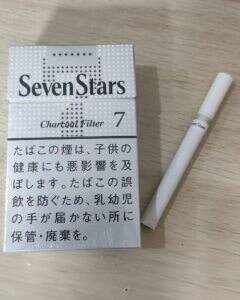 Seven Stars
Charcoal Filter 7
たばこの煙は、子供の
健康にも悪影響を及
ぼします。たばこの誤
飲を防ぐため、乳幼児
の手が届かない所に
保管・廃棄を。